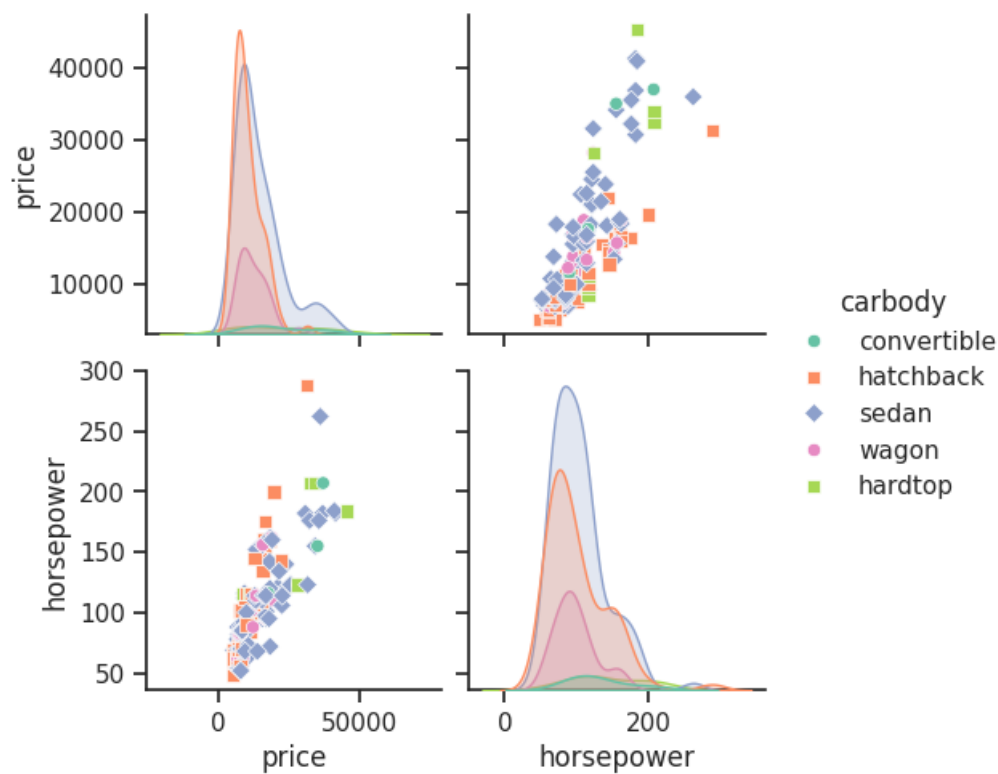 40000
30000
20000
10000
price
carbody
convertible
hatchback
sedan
wagon
hardtop
300
250
200
150
100
50
horsepower
0
50000
price
0
200
horsepower